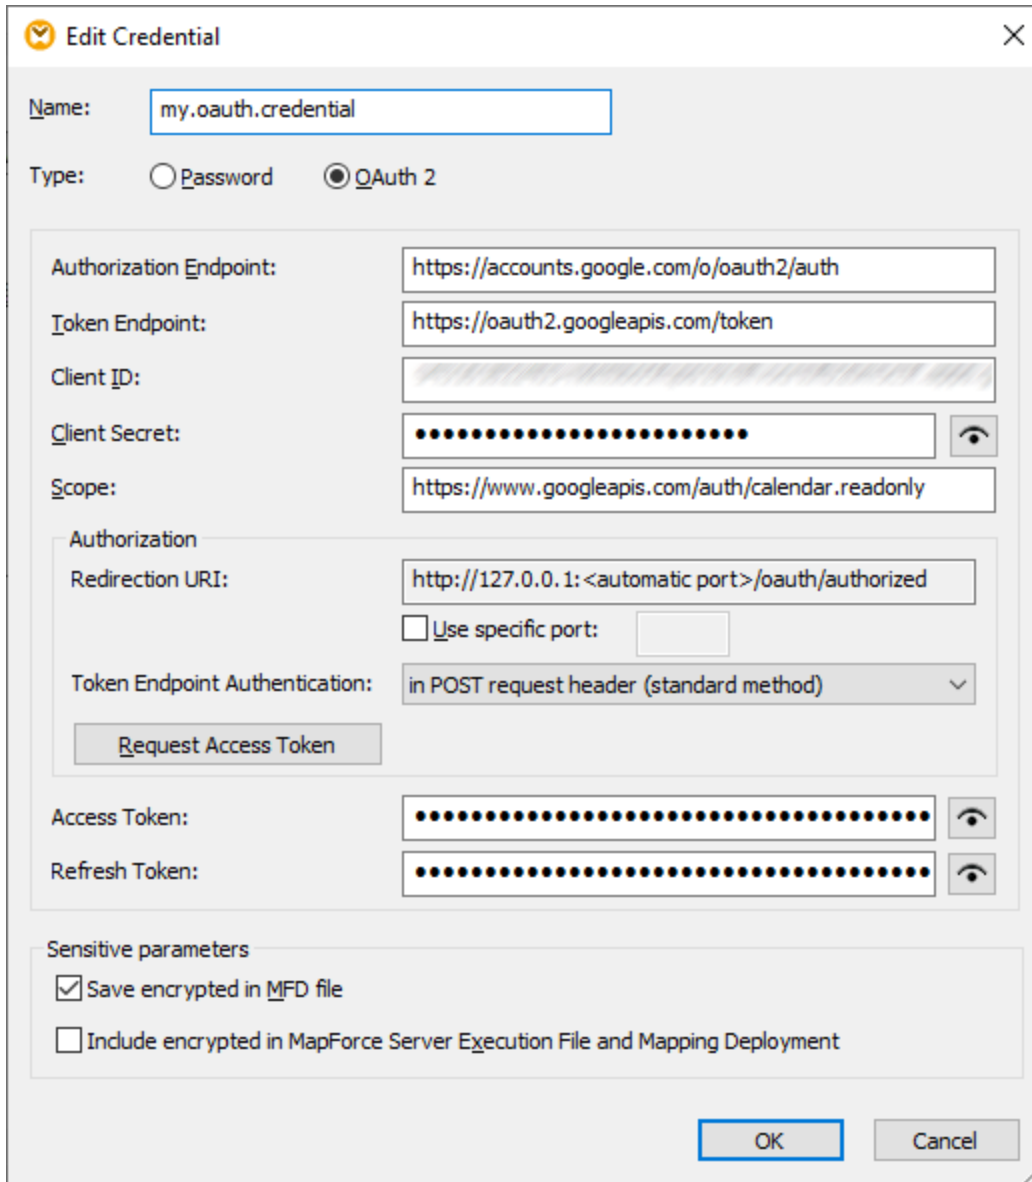 Edit Credential
Name: my.oauth.credential
Type: Password OAuth 2
Authorization Endpoint: https://accounts.google.com/o/oauth2/auth
Token Endpoint: https://oauth2.googleapis.com/token
Client ID:
Client Secret: ••••••••••••••••••••••••
Scope: https://www.googleapis.com/auth/calendar.readonly
Authorization
Redirection URI: http://127.0.0.1:<automatic port>/oauth/authorized
Use specific port:
Token Endpoint Authentication: in POST request header (standard method)
Request Access Token
Access Token: •••••••••••••••••••••••••••••••••••••
Refresh Token: •••••••••••••••••••••••••••••••••••••
Sensitive parameters
Save encrypted in MFD file
Include encrypted in MapForce Server Execution File and Mapping Deployment
OK Cancel